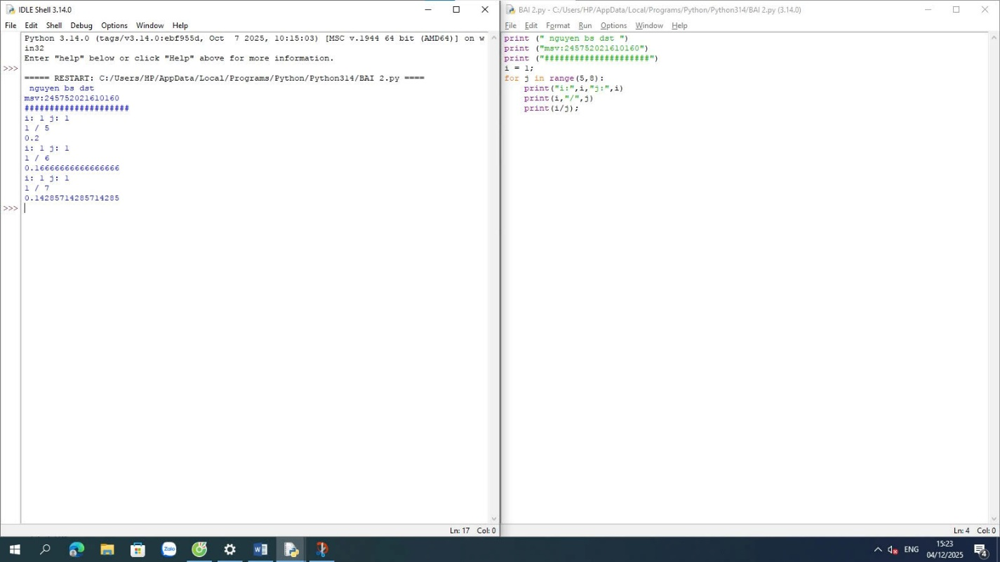 IDLE Shell 3.14.0
File Edit Shell Debug Options Window Help
Python 3.14.0 (tags/v3.14.0:ebf955d, Oct  7 2025, 10:15:03) [MSC v.1944 64 bit (AMD64)] on w
in32
Enter "help" below or click "Help" above for more information.
>>>
===== RESTART: C:/Users/HP/AppData/Local/Programs/Python/Python314/BAI 2.py ====
 nguyen bs dst
msv:245752021610160
#####################
i: 1 j: 1
1 / 5
0.2
i: 1 j: 1
1 / 6
0.16666666666666666
i: 1 j: 1
1 / 7
0.14285714285714285
>>>
Ln: 17 Col: 0
BAI 2.py - C:/Users/HP/AppData/Local/Programs/Python/Python314/BAI 2.py (3.14.0)
File Edit Format Run Options Window Help
print (" nguyen bs dst ")
print ("msv:245752021610160")
print ("#####################")
i = 1;
for j in range(5,8):
    print("i:",i,"j:",i)
    print(i,"/",j)
    print(i/j);
Ln: 4 Col: 0
Zalo
W
ENG
15:23
04/12/2025
4